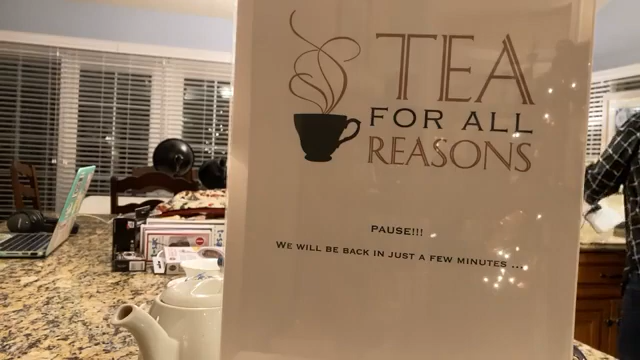 TEA
FOR ALL
REASONS
PAUSE!!!
WE WILL BE BACK IN JUST A FEW MINUTES ...